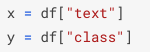 x = df["text"]
y = df["class"]